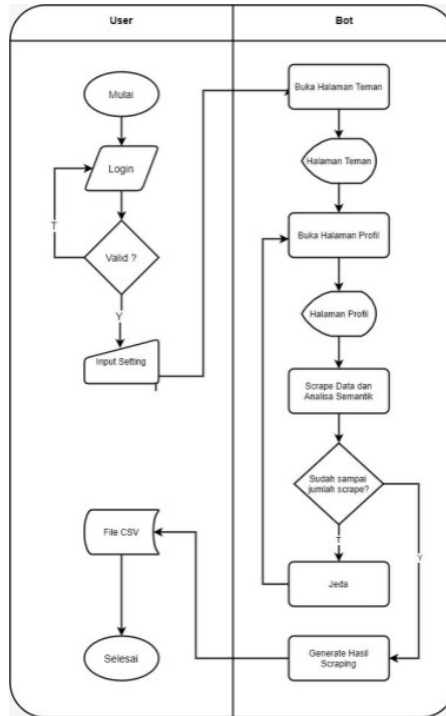 User
Bot
Mulai
Login
T
Valid ?
Y
Input Setting
File CSV
Selesai
Buka Halaman Teman
Halaman Teman
Buka Halaman Profil
Halaman Profil
Scrape Data dan
Analisa Semantik
Sudah sampai
jumlah scrape?
T
Y
Jeda
Generate Hasil
Scraping